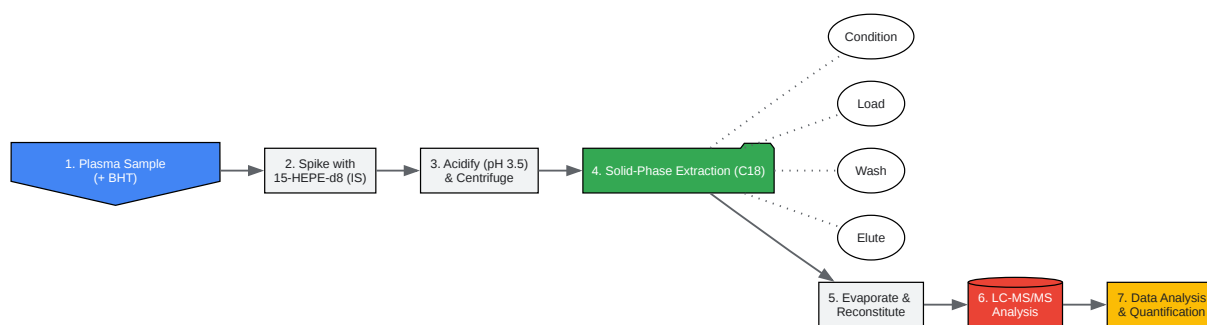 1. Plasma Sample
(+ BHT)
2. Spike with
15-HEPE-d8 (IS)
3. Acidify (pH 3.5)
& Centrifuge
4. Solid-Phase Extraction (C18)
Condition
Load
Wash
Elute
5. Evaporate &
Reconstitute
6. LC-MS/MS
Analysis
7. Data Analysis
& Quantification